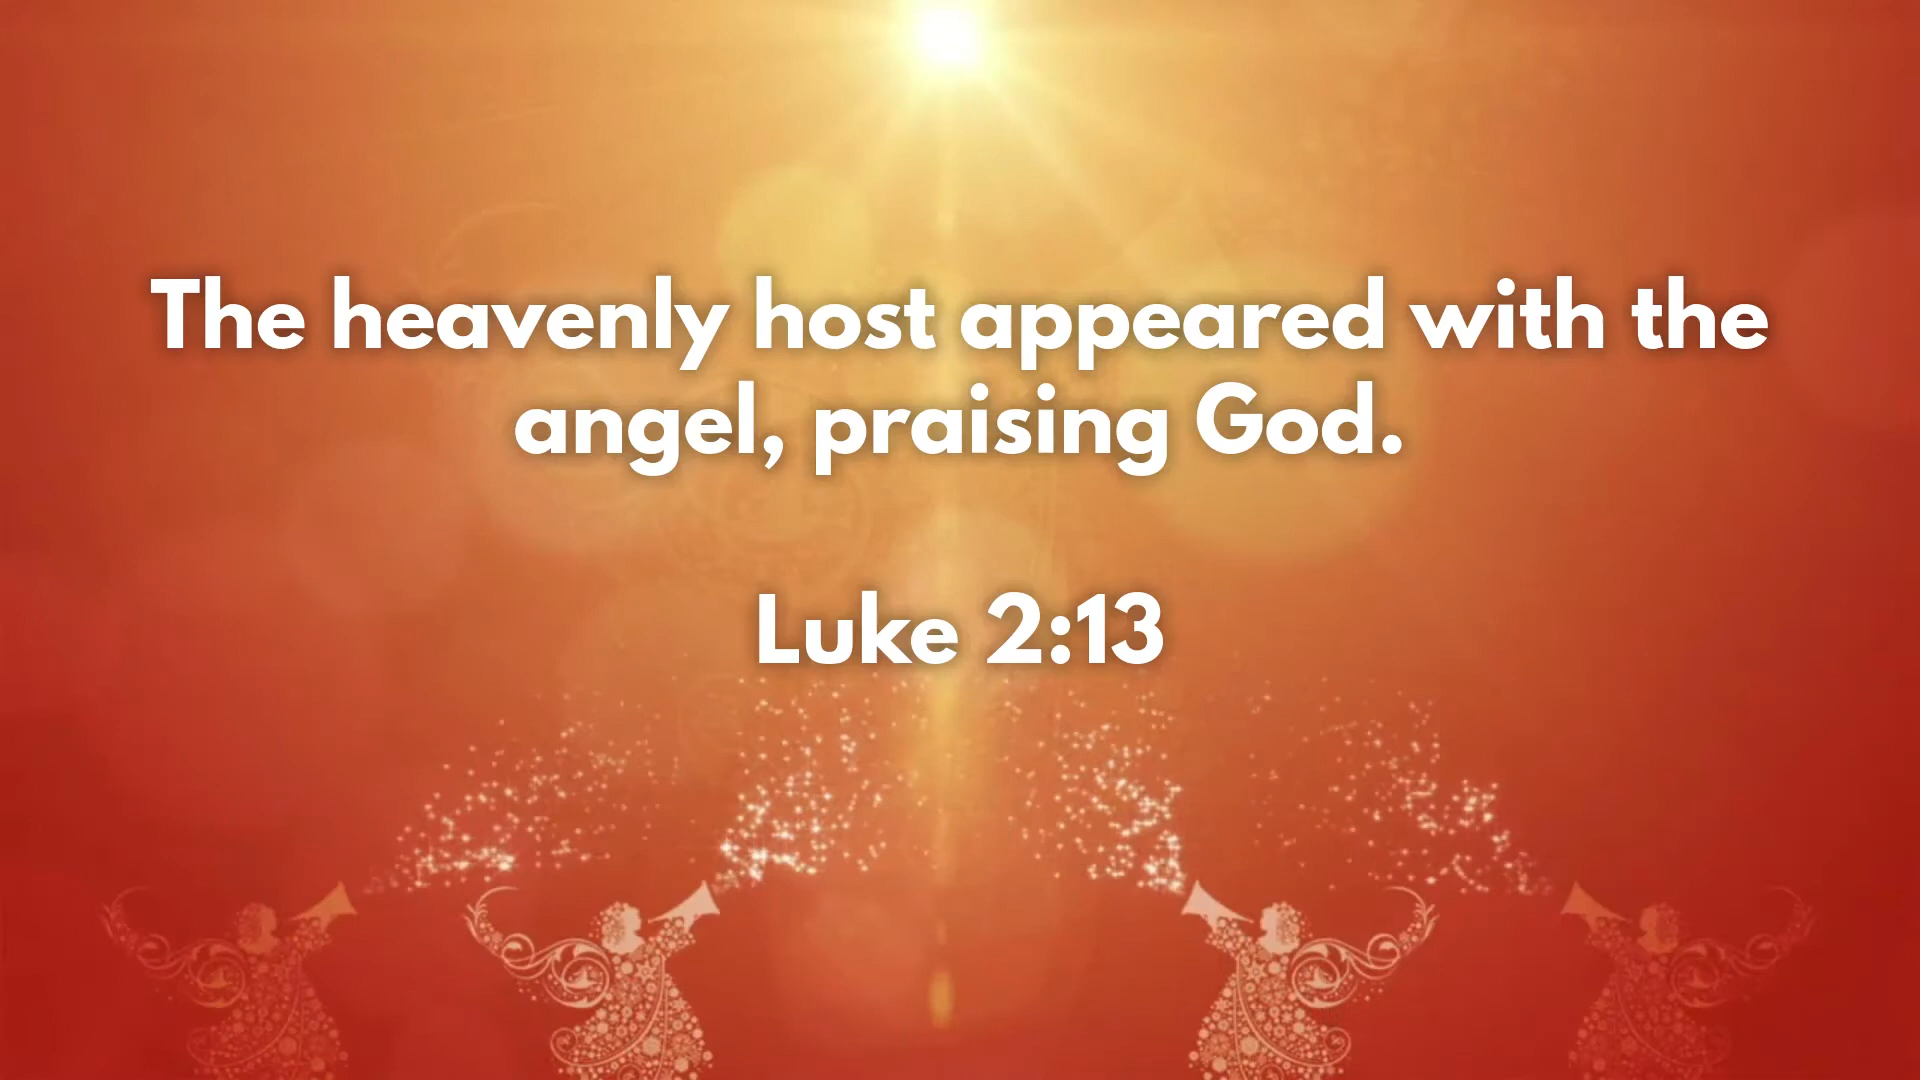 The heavenly host appeared with the
angel, praising God.
Luke 2:13